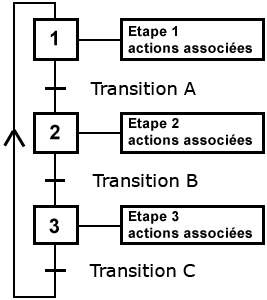 1
Etape 1
actions associées
Transition A
2
Etape 2
actions associées
Transition B
3
Etape 3
actions associées
Transition C